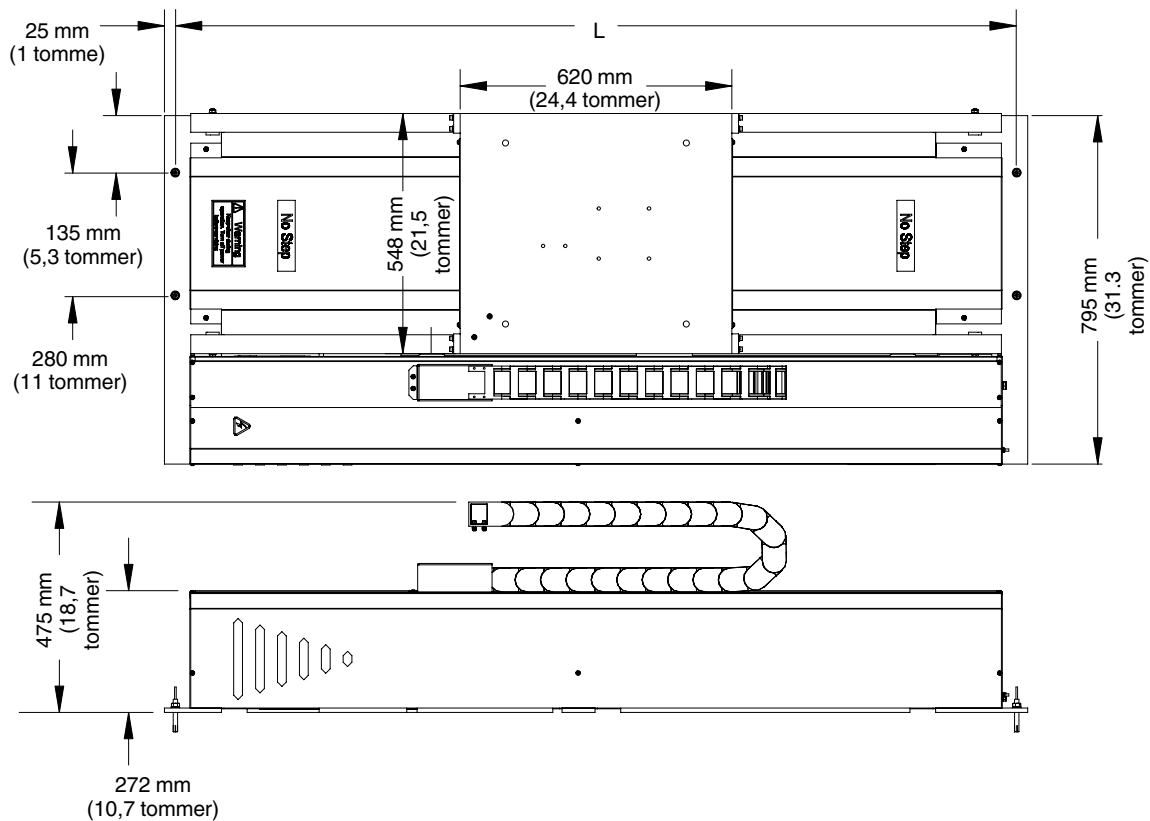 25 mm
(1 tomme)
L
620 mm
(24,4 tommer)
548 mm
(21,5
tommer)
135 mm
(5,3 tommer)
Warning
No Step
No Step
795 mm
(31.3
tommer)
280 mm
(11 tommer)
475 mm
(18,7
tommer)
272 mm
(10,7 tommer)